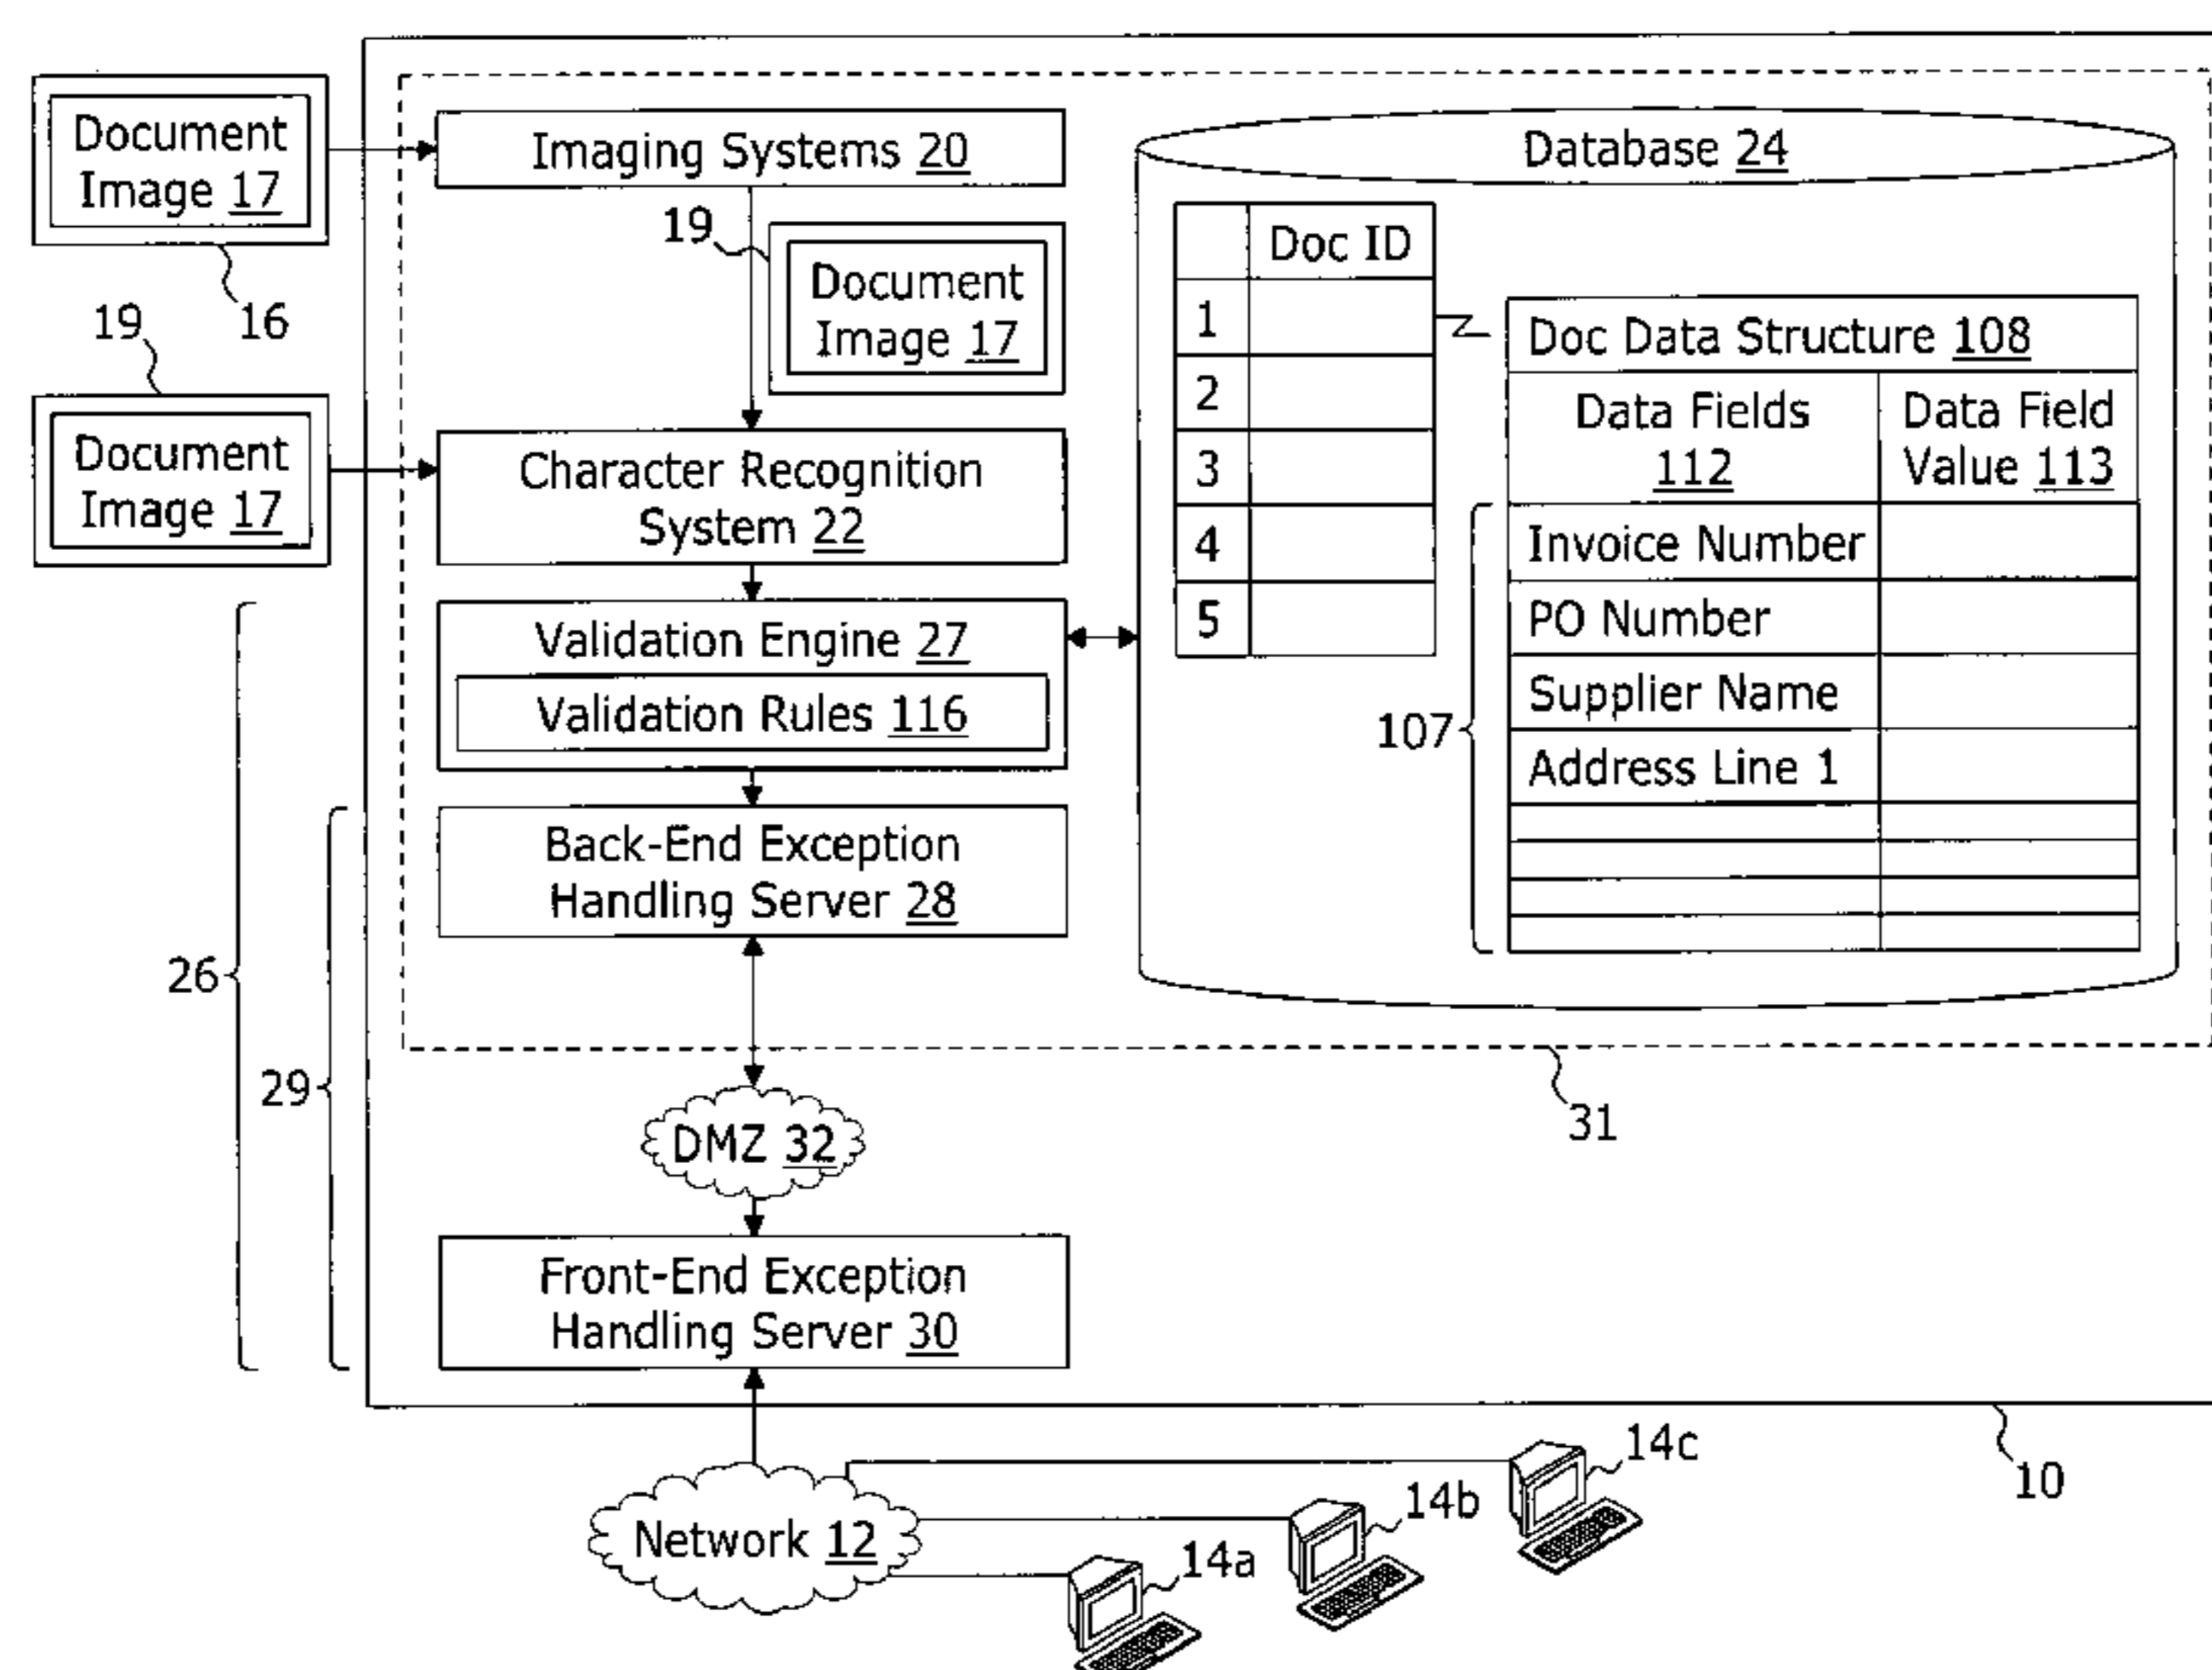 Document
Image 17
16
19
Document
Image 17
Imaging Systems 20
19
Document
Image 17
Character Recognition
System 22
Validation Engine 27
Validation Rules 116
Back-End Exception
Handling Server 28
26
29
DMZ 32
Front-End Exception
Handling Server 30
Database 24
Doc ID
1
2
3
4
5
Doc Data Structure 108
Data Fields
112
Data Field
Value 113
Invoice Number
PO Number
Supplier Name
Address Line 1
107
31
10
Network 12
14a
14b
14c